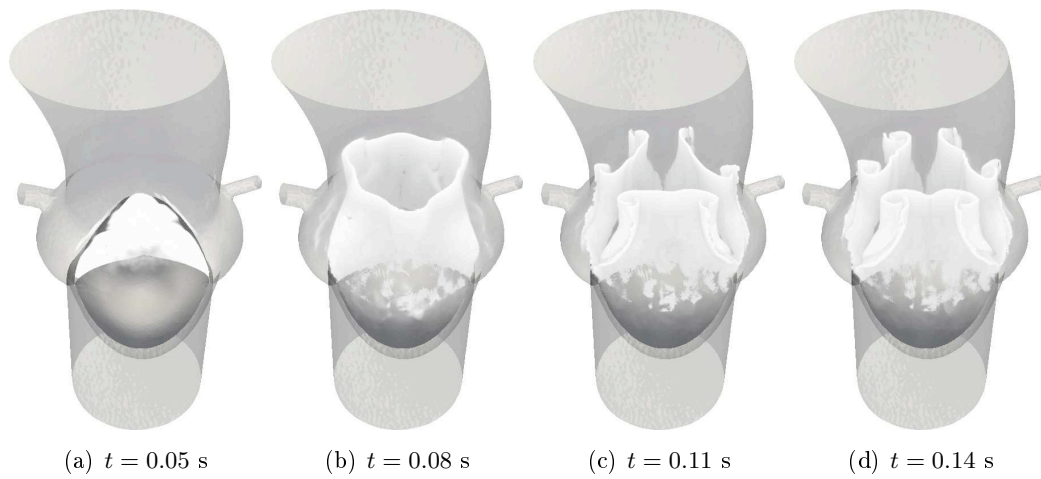 (a) t = 0.05 s
(b) t = 0.08 s
(c) t = 0.11 s
(d) t = 0.14 s